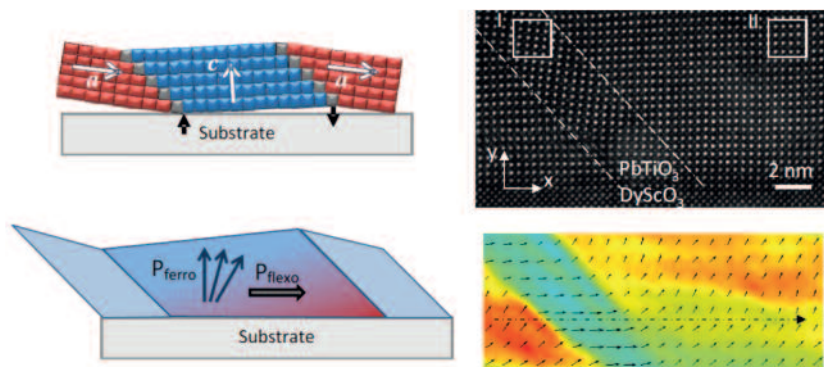 a
c
a
Substrate
I
II
y
x
PbTiO3
DyScO3
2 nm
Pferro
Pflexo
Substrate